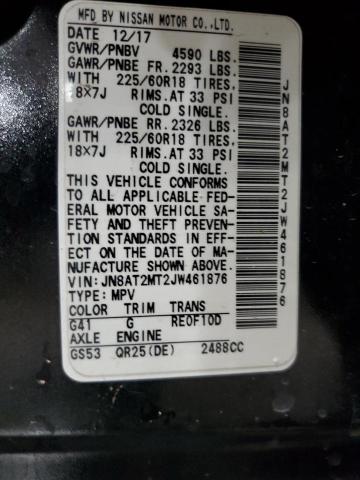 MFD BY NISSAN MOTOR CO.,LTD.
DATE 12/17
GVWR/PNBV 4590 LBS.
GAWR/PNBE FR.2293 LBS.
WITH 225/60R18 TIRES,
18X7J RIMS.AT 33 PSI
COLD SINGLE.
GAWR/PNBE RR.2326 LBS.
WITH 225/60R18 TIRES,
18X7J RIMS.AT 33 PSI
COLD SINGLE.
THIS VEHICLE CONFORMS
TO ALL APPLICABLE FED-
ERAL MOTOR VEHICLE SA-
FETY AND THEFT PREVEN-
TION STANDARDS IN EFF-
ECT ON THE DATE OF MA-
NUFACTURE SHOWN ABOVE.
VIN:JN8AT2MT2JW461876
TYPE:MPV
COLOR TRIM TRANS
G41 G RE0F10D
AXLE ENGINE
GS53 QR25(DE) 2488CC
JN8AT2MT2JW461876